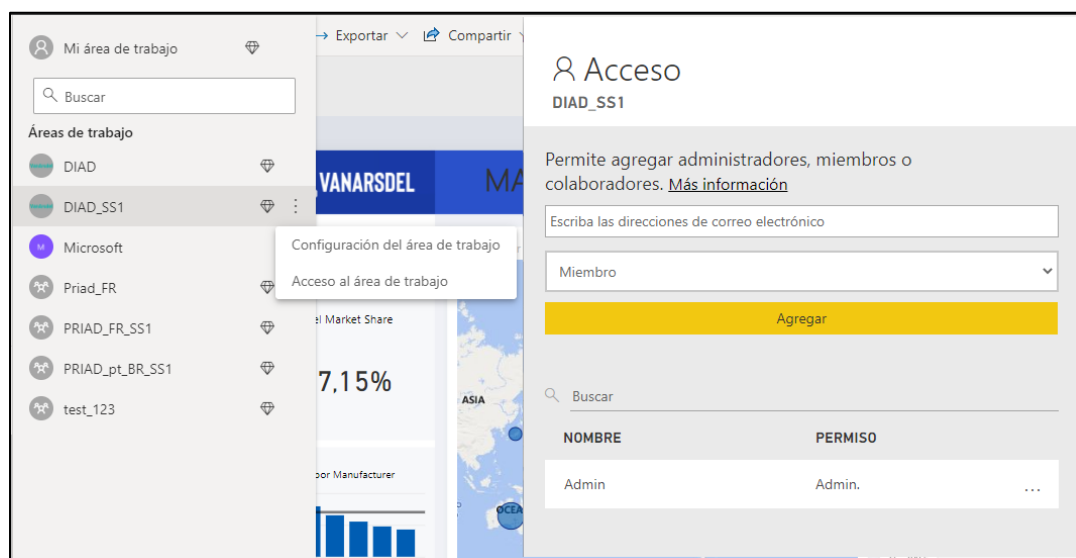 Mi área de trabajo
Buscar
Áreas de trabajo
DIAD
DIAD_SS1
M
Microsoft
Priad_FR
PRIAD_FR_SS1
PRIAD_pt_BR_SS1
test_123
Exportar
Compartir
VANARSDEL
MA
Configuración del área de trabajo
Acceso al área de trabajo
el Market Share
7,15%
ASIA
por Manufacturer
OCEA
Acceso
DIAD_SS1
Permite agregar administradores, miembros o
colaboradores. Más información
Escriba las direcciones de correo electrónico
Miembro
Agregar
Buscar
NOMBRE PERMISO
Admin Admin. ...